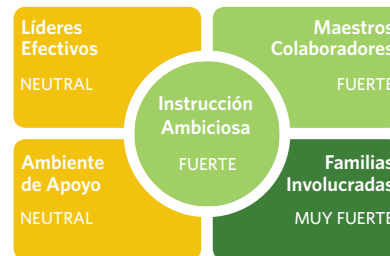 Líderes
Efectivos
NEUTRAL
Maestros
Colaboradores
FUERTE
Instrucción
Ambiciosa
FUERTE
Ambiente
de Apoyo
NEUTRAL
Familias
Involucradas
MUY FUERTE